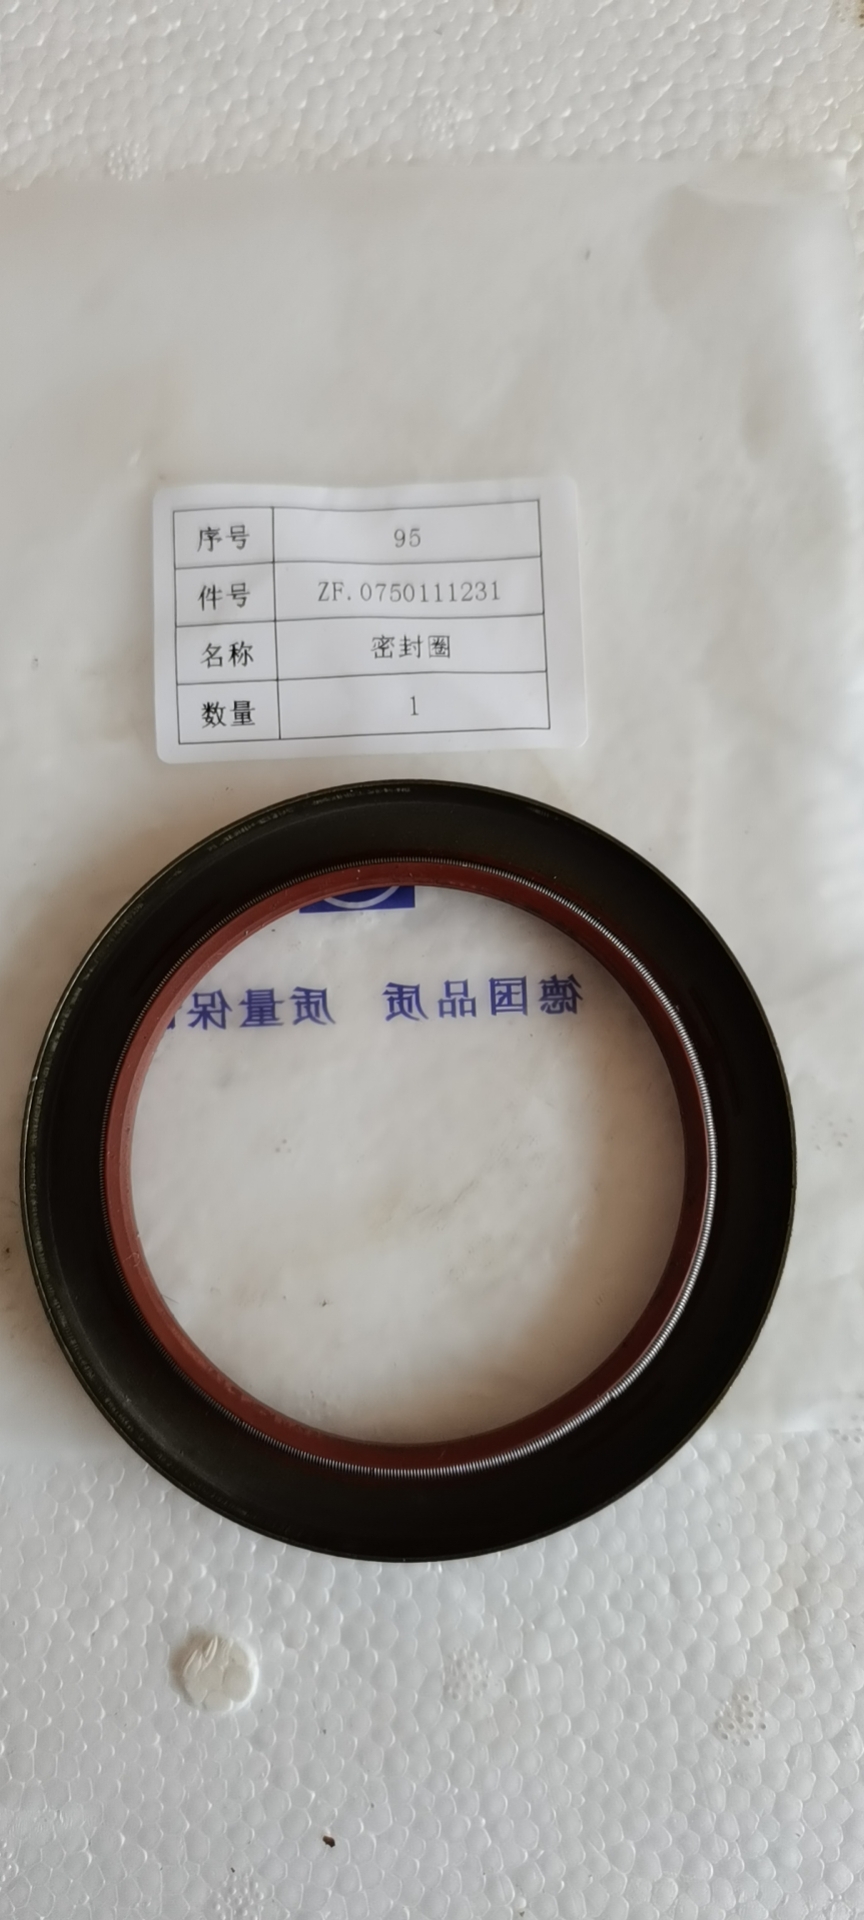 序号 95
件号 ZF.0750111231
名称 密封圈
数量 1
德国品质 质量保